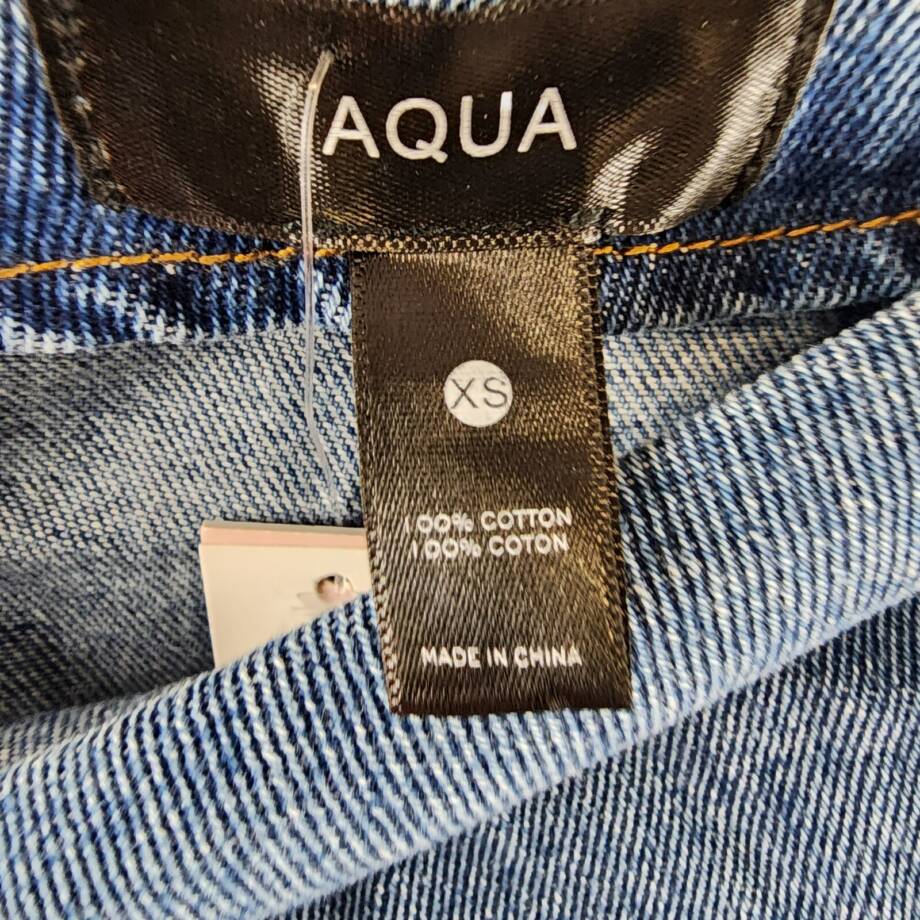 AQUA
XS
100% COTTON
100% COTON
MADE IN CHINA